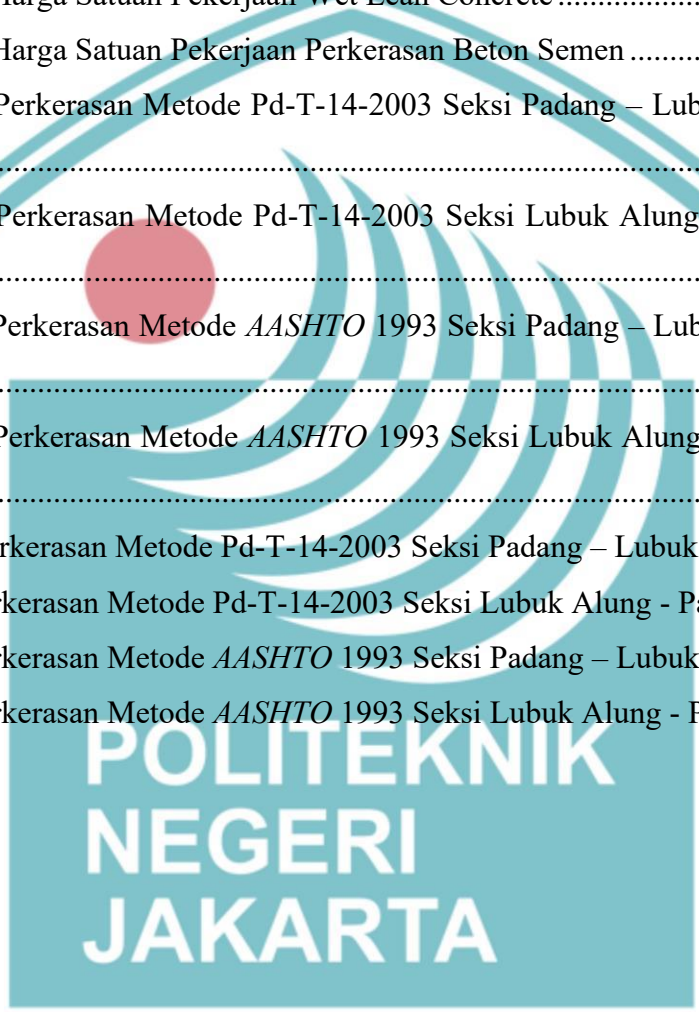 Harga Satuan Pekerjaan Wet Lean Concrete ....................
Harga Satuan Pekerjaan Perkerasan Beton Semen ..........
Perkerasan Metode Pd-T-14-2003 Seksi Padang – Lub
....................................................................................
Perkerasan Metode Pd-T-14-2003 Seksi Lubuk Alung
....................................................................................
Perkerasan Metode AASHTO 1993 Seksi Padang – Lub
....................................................................................
Perkerasan Metode AASHTO 1993 Seksi Lubuk Alung
....................................................................................
rkerasan Metode Pd-T-14-2003 Seksi Padang – Lubuk
rkerasan Metode Pd-T-14-2003 Seksi Lubuk Alung - Pa
rkerasan Metode AASHTO 1993 Seksi Padang – Lubuk
rkerasan Metode AASHTO 1993 Seksi Lubuk Alung - P
POLITEKNIK
NEGERI
JAKARTA